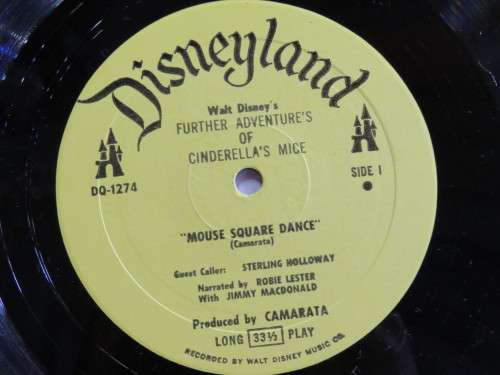 Disneyland
Walt Disney's
FURTHER ADVENTURE'S
OF
CINDERELLA'S MICE
DQ-1274
SIDE 1
"MOUSE SQUARE DANCE"
(Camarata)
Guest Caller: STERLING HOLLOWAY
Narrated by ROBIE LESTER
With JIMMY MACDONALD
Produced by CAMARATA
LONG 33⅓ PLAY
RECORDED BY WALT DISNEY MUSIC CO.